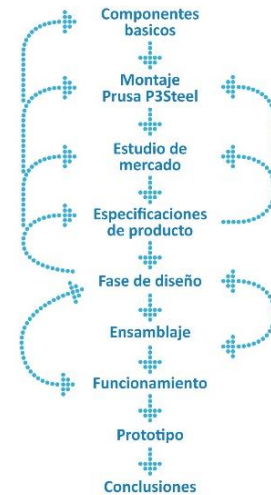 Componentes
basicos
Montaje
Prusa P3Steel
Estudio de
mercado
Especificaciones
de producto
Fase de diseño
Ensamblaje
Funcionamiento
Prototipo
Conclusiones